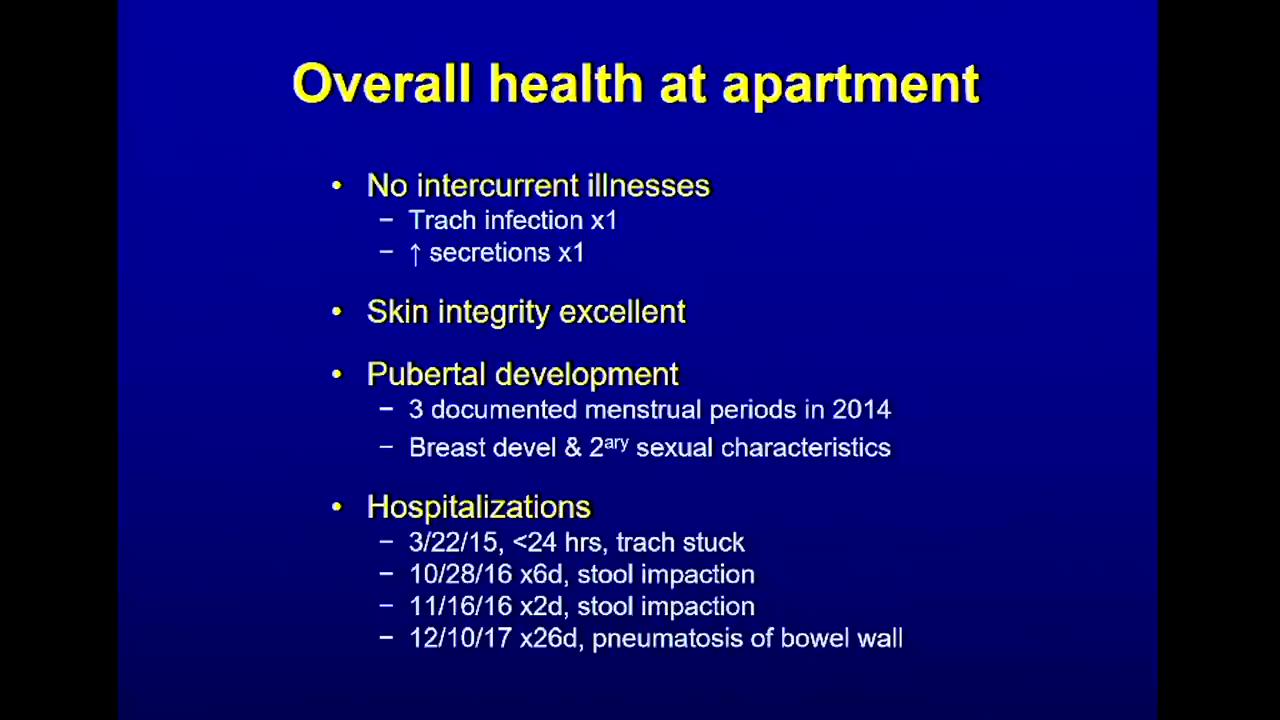 Overall health at apartment
• No intercurrent illnesses
– Trach infection x1
– ↑ secretions x1
• Skin integrity excellent
• Pubertal development
– 3 documented menstrual periods in 2014
– Breast devel & 2ary sexual characteristics
• Hospitalizations
– 3/22/15, <24 hrs, trach stuck
– 10/28/16 x6d, stool impaction
– 11/16/16 x2d, stool impaction
– 12/10/17 x26d, pneumatosis of bowel wall